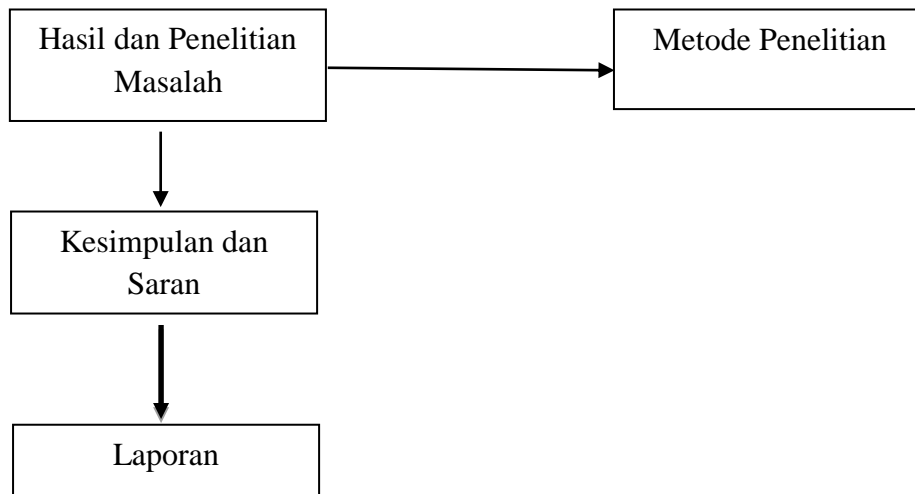 Hasil dan Penelitian
Masalah
Metode Penelitian
Kesimpulan dan
Saran
Laporan